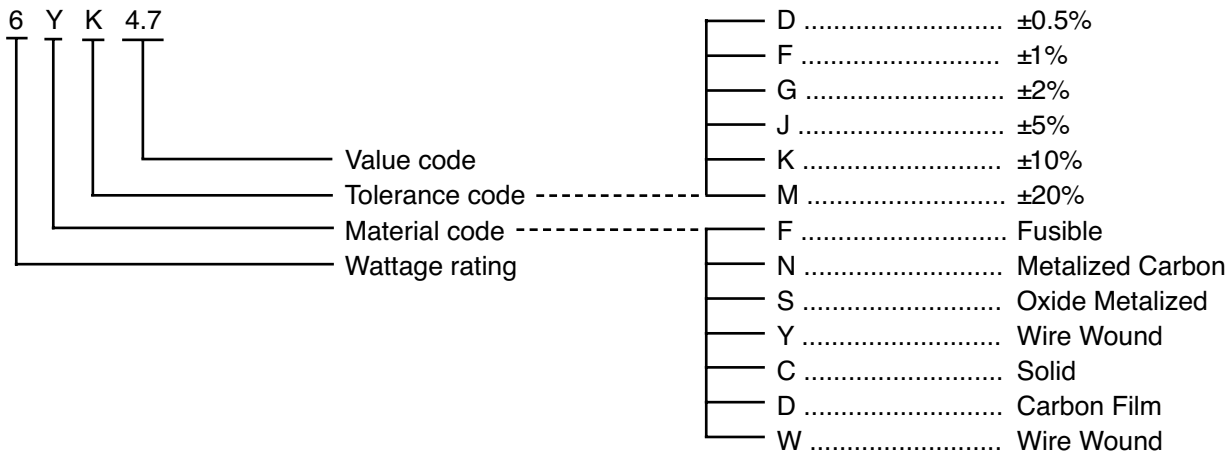 6 Y K 4.7
Value code
Tolerance code
Material code
Wattage rating
D ........................... ±0.5%
F .......................... ±1%
G .......................... ±2%
J ............................ ±5%
K .......................... ±10%
M .......................... ±20%
F ............................ Fusible
N .......................... Metalized Carbon
S .......................... Oxide Metalized
Y .......................... Wire Wound
C .......................... Solid
D .......................... Carbon Film
W ......................... Wire Wound